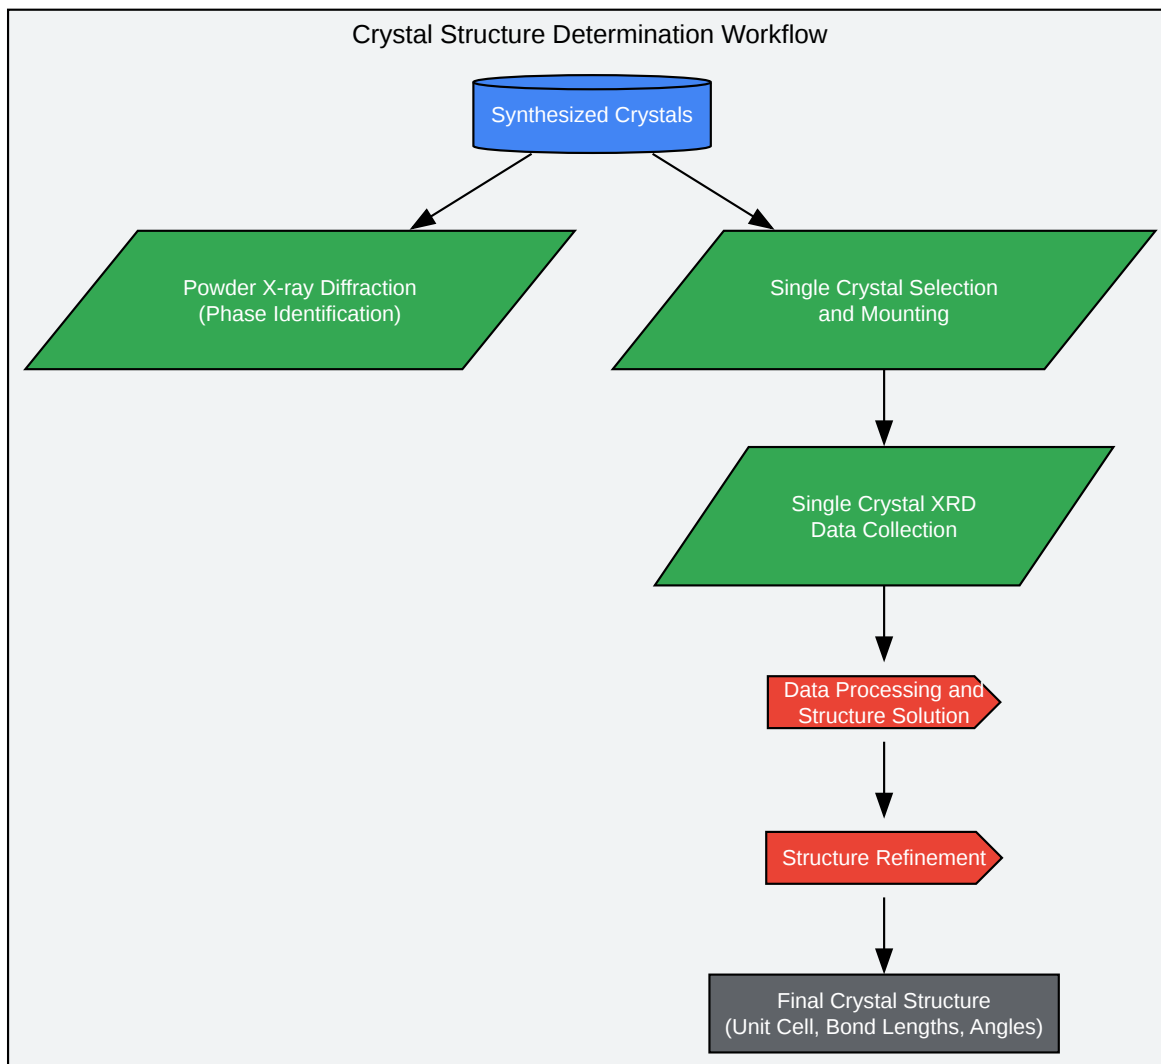 Crystal Structure Determination Workflow
Synthesized Crystals
Powder X-ray Diffraction
(Phase Identification)
Single Crystal Selection
and Mounting
Single Crystal XRD
Data Collection
Data Processing and
Structure Solution
Structure Refinement
Final Crystal Structure
(Unit Cell, Bond Lengths, Angles)